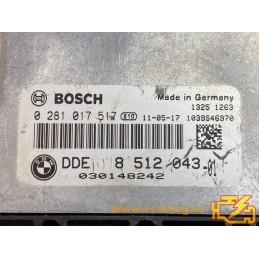 BOSCH
Made in Germany
1325 1263
0 281 017 517 E10 11-05-17 1039S46970
DDE 8 512 043-01
030148242